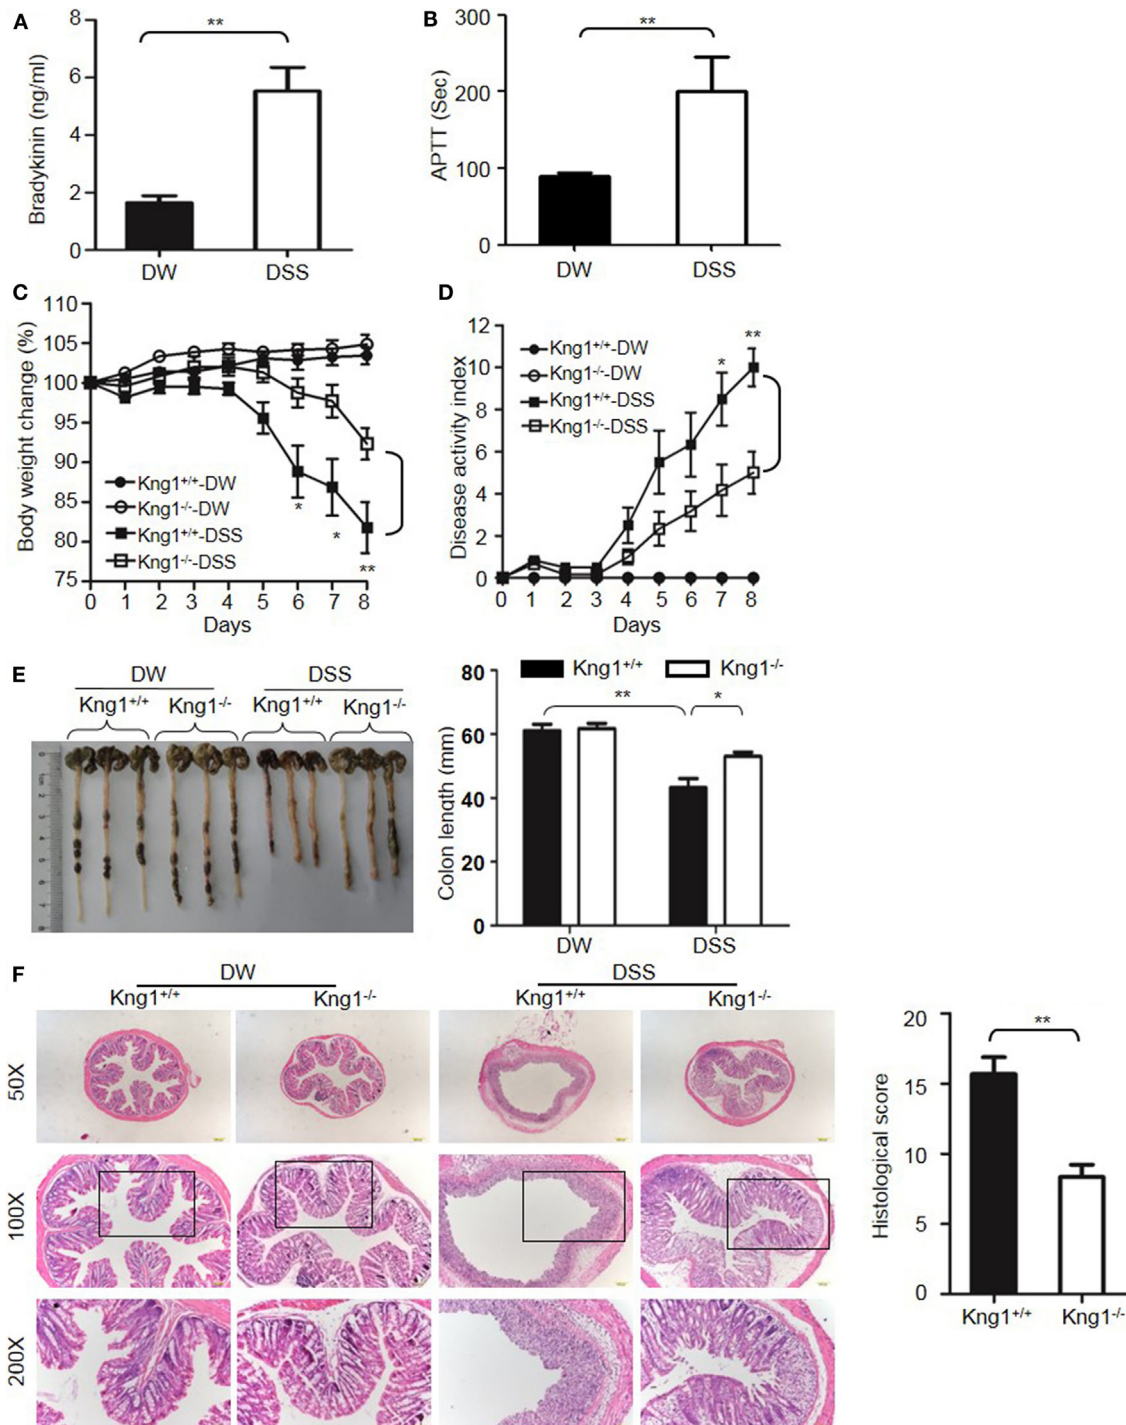 A
Bradykinin (ng/ml)
8
6
4
2
0
**
DW
DSS
B
APTT (Sec)
300
200
100
0
**
DW
DSS
C
Body weight change (%)
110
105
100
95
90
85
80
75
Kng1+/+-DW
Kng1-/--DW
Kng1+/+-DSS
Kng1-/--DSS
*
*
**
0 1 2 3 4 5 6 7 8
Days
D
Disease activity index
12
10
8
6
4
2
0
Kng1+/+-DW
Kng1-/--DW
Kng1+/+-DSS
Kng1-/--DSS
*
**
0 1 2 3 4 5 6 7 8
Days
E
DW DSS
Kng1+/+ Kng1-/- Kng1+/+ Kng1-/-
Kng1+/+ Kng1-/-
Colon length (mm)
80
60
40
20
0
**
*
DW
DSS
F
DW DSS
Kng1+/+ Kng1-/- Kng1+/+ Kng1-/-
50X
100X
200X
Histological score
20
15
10
5
0
**
Kng1+/+ Kng1-/-